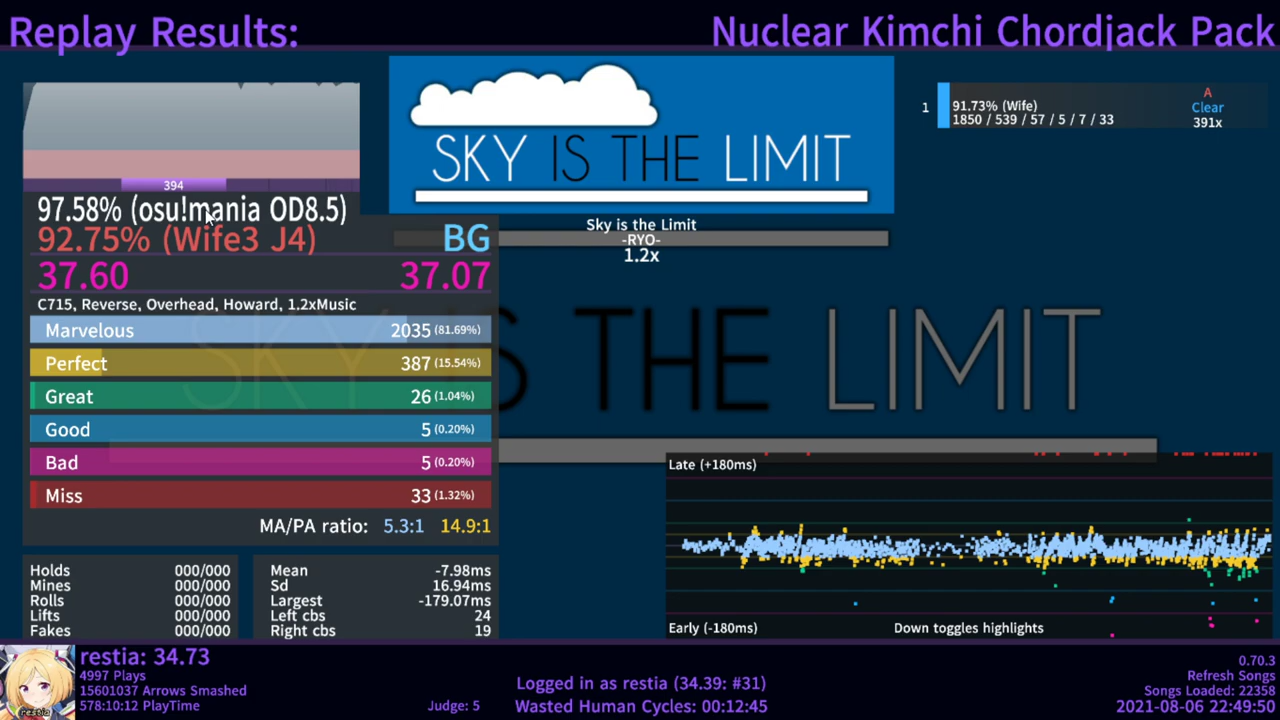 Replay Results:
Nuclear Kimchi Chordjack Pack
394
97.58% (osu!mania OD8.5)
92.75% (Wife3 J4)
BG
37.60
37.07
C715, Reverse, Overhead, Howard, 1.2xMusic
Marvelous 2035 (81.69%)
Perfect 387 (15.54%)
Great 26 (1.04%)
Good 5 (0.20%)
Bad 5 (0.20%)
Miss 33 (1.32%)
MA/PA ratio: 5.3:1 14.9:1
Holds 000/000
Mines 000/000
Rolls 000/000
Lifts 000/000
Fakes 000/000
Mean -7.98ms
Sd 16.94ms
Largest -179.07ms
Left cbs 24
Right cbs 19
SKY IS THE LIMIT
Sky is the Limit
-RYO-
1.2x
SKY IS THE LIMIT
1
91.73% (Wife)
1850 / 539 / 57 / 5 / 7 / 33
A
Clear
391x
Late (+180ms)
Early (-180ms)
Down toggles highlights
restia
restia: 34.73
4997 Plays
15601037 Arrows Smashed
578:10:12 PlayTime
Judge: 5
Logged in as restia (34.39: #31)
Wasted Human Cycles: 00:12:45
0.70.3
Refresh Songs
Songs Loaded: 22358
2021-08-06 22:49:50